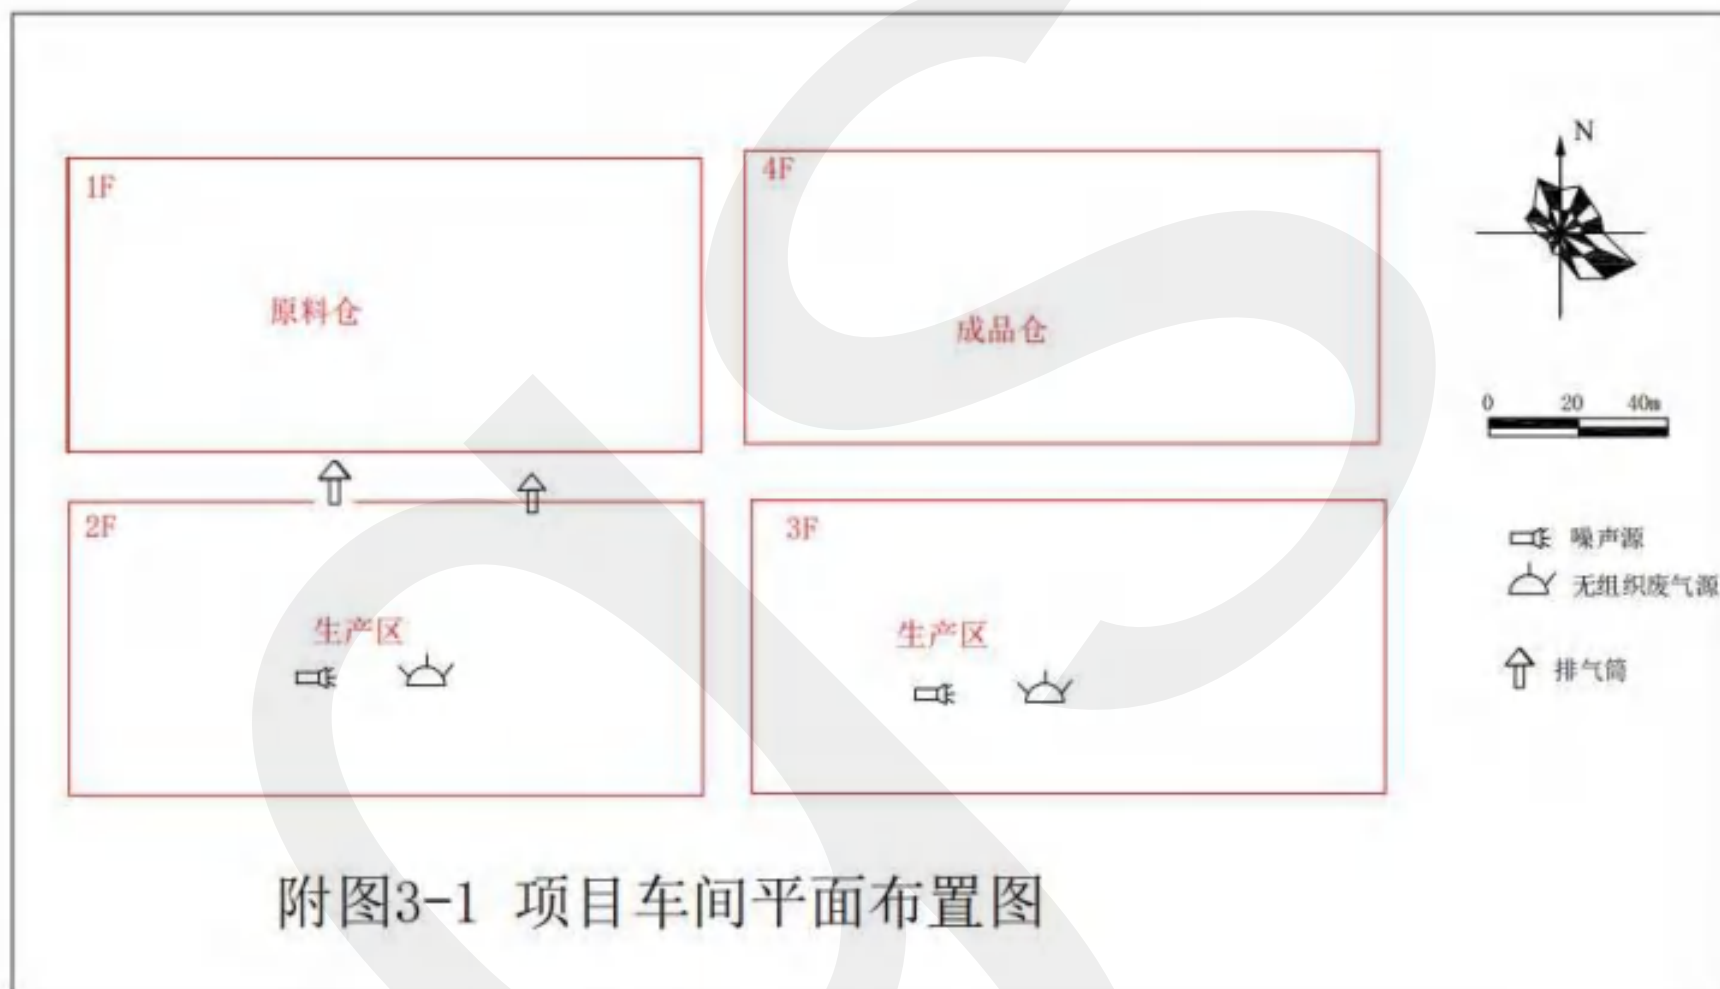 1F
原料仓
4F
成品仓
N
0 20 40m
2F
生产区
3F
生产区
噪声源
无组织废气源
排气筒
附图3-1 项目车间平面布置图